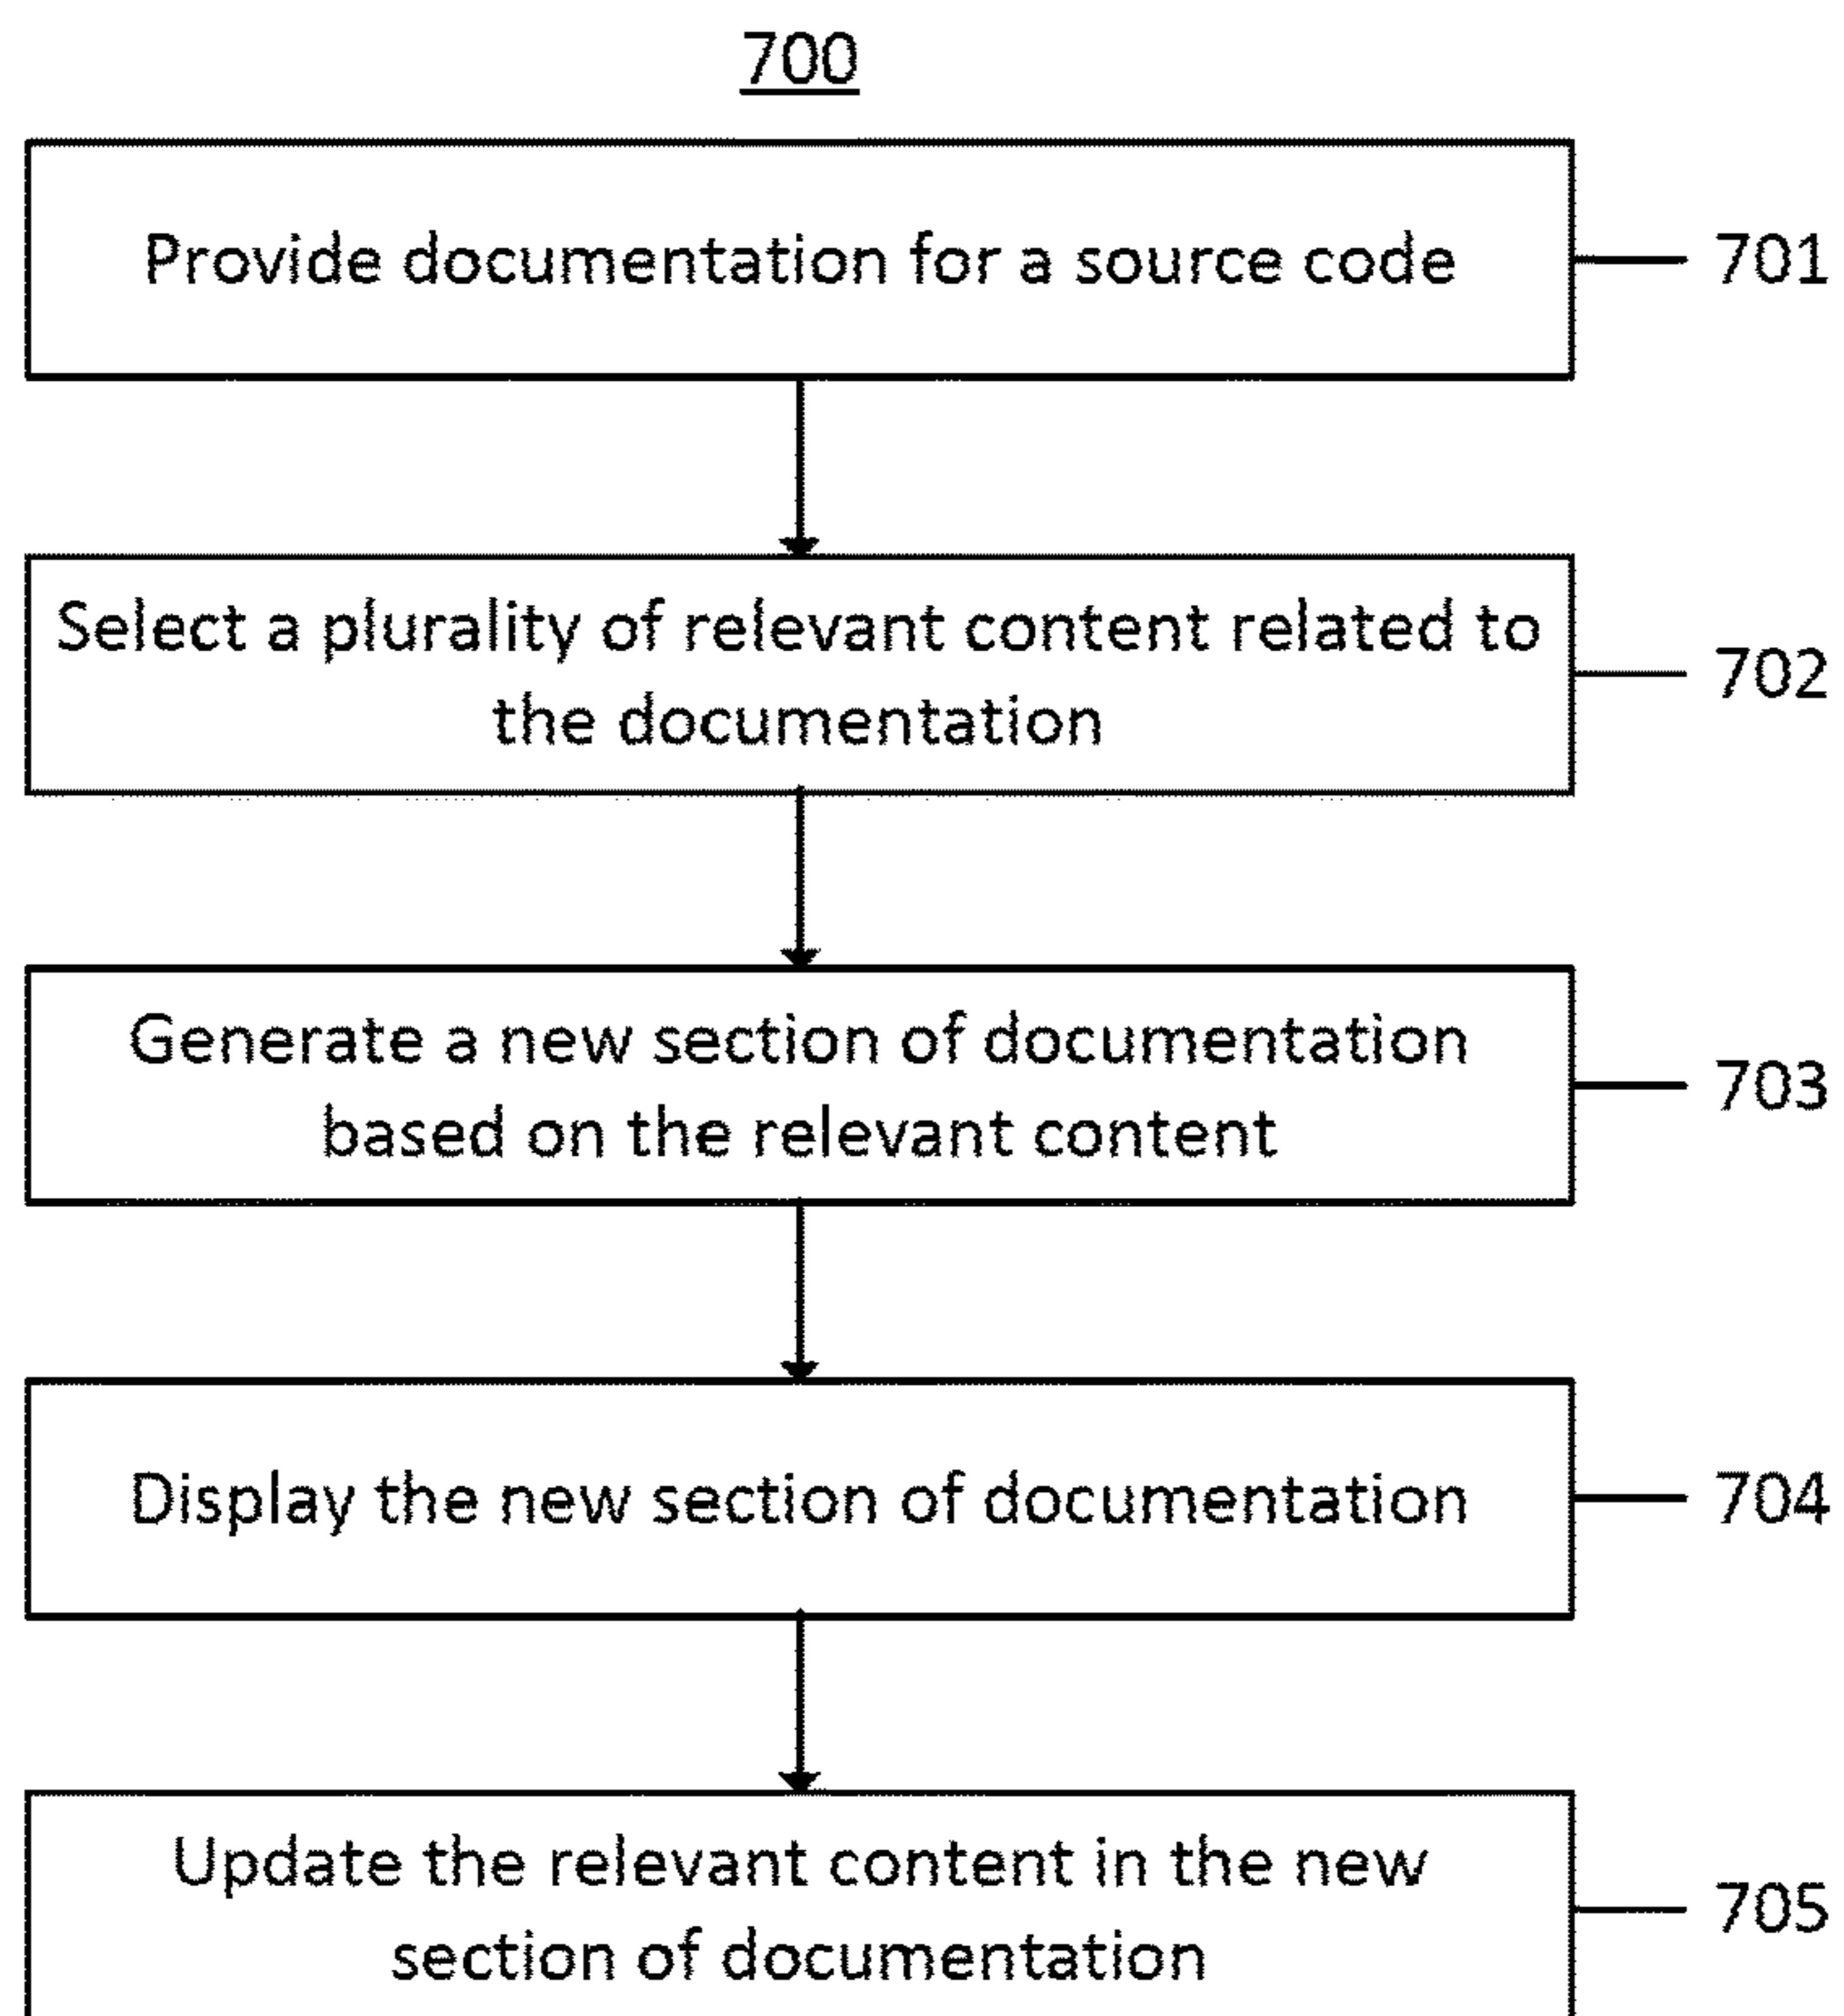 700
Provide documentation for a source code
701
Select a plurality of relevant content related to
the documentation
702
Generate a new section of documentation
based on the relevant content
703
Display the new section of documentation
704
Update the relevant content in the new
section of documentation
705